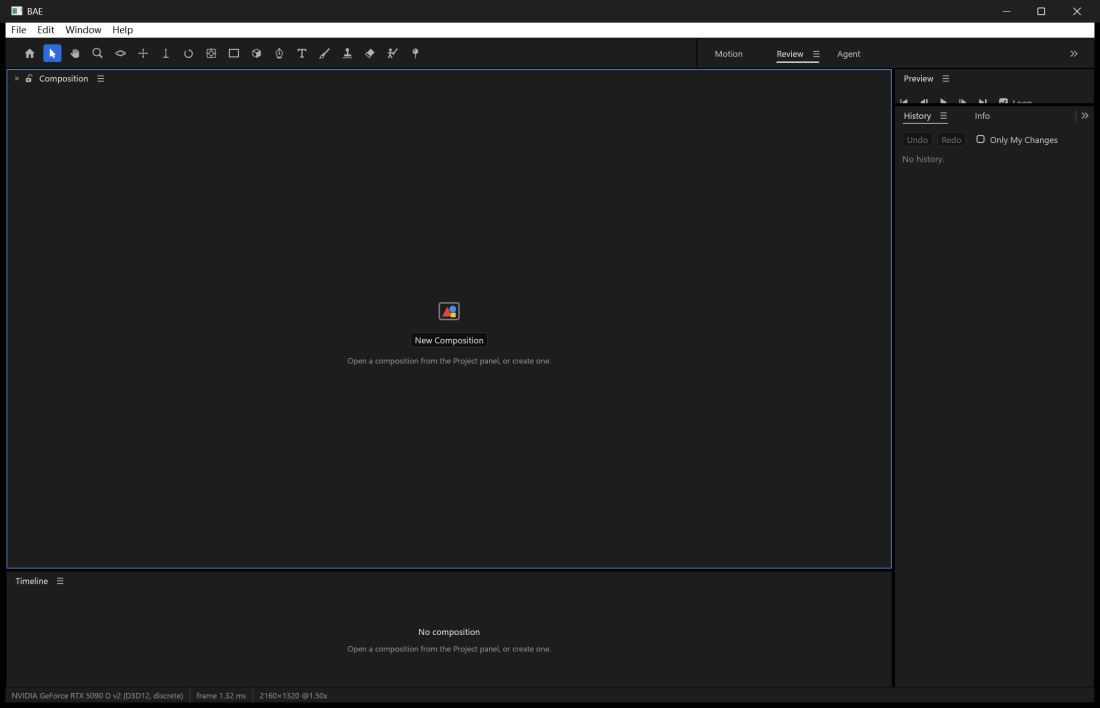 BAE
File Edit Window Help
Motion Review Agent
Composition
Preview
Loop
History Info
Undo Redo Only My Changes
No history.
New Composition
Open a composition from the Project panel, or create one.
Timeline
No composition
Open a composition from the Project panel, or create one.
NVIDIA GeForce RTX 5090 D v2 (D3D12, discrete) frame 1.32 ms 2160×1320 @1.50x